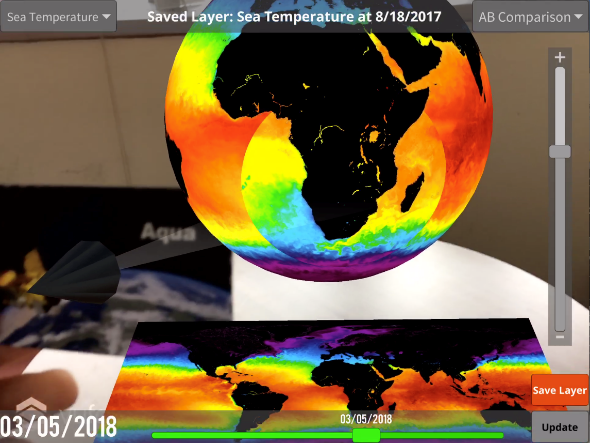 Sea Temperature
Saved Layer: Sea Temperature at 8/18/2017
AB Comparison
+
Aqua
-
Save Layer
03/05/2018
03/05/2018
Update